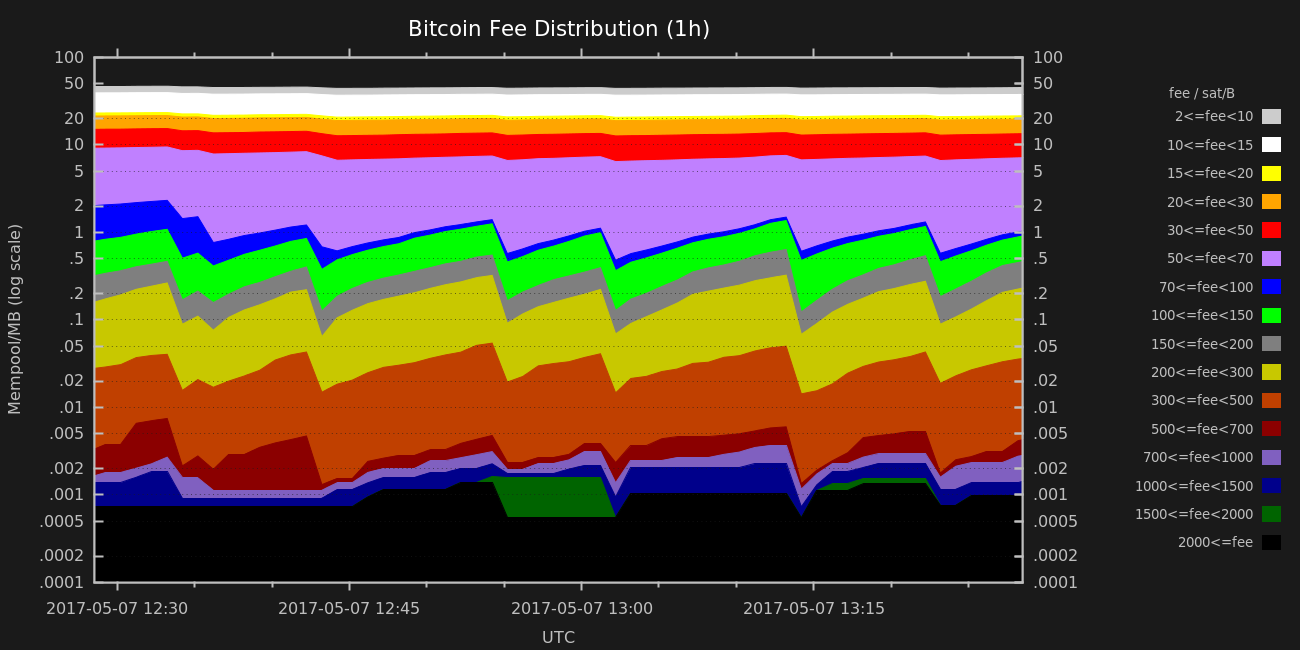 Bitcoin Fee Distribution (1h)
Mempool/MB (log scale)
100
50
20
10
5
2
1
.5
.2
.1
.05
.02
.01
.005
.002
.001
.0005
.0002
.0001
100
50
20
10
5
2
1
.5
.2
.1
.05
.02
.01
.005
.002
.001
.0005
.0002
.0001
2017-05-07 12:30
2017-05-07 12:45
2017-05-07 13:00
2017-05-07 13:15
UTC
fee / sat/B
2<=fee<10
10<=fee<15
15<=fee<20
20<=fee<30
30<=fee<50
50<=fee<70
70<=fee<100
100<=fee<150
150<=fee<200
200<=fee<300
300<=fee<500
500<=fee<700
700<=fee<1000
1000<=fee<1500
1500<=fee<2000
2000<=fee